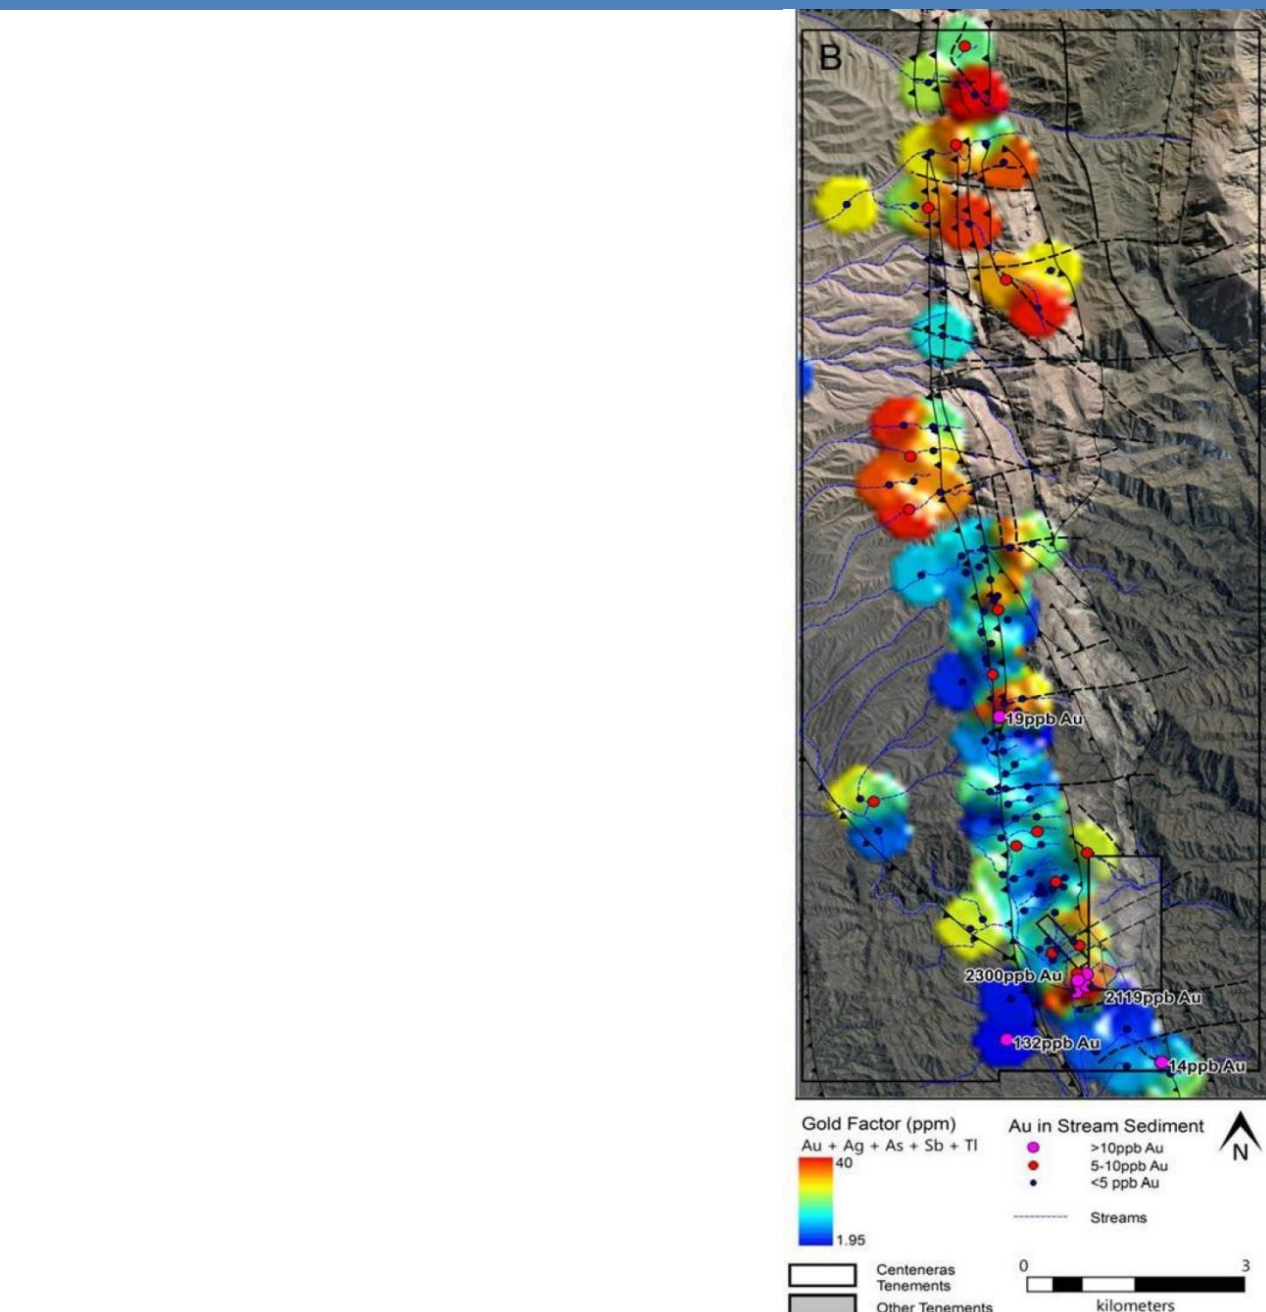 B
19ppb Au
2300ppb Au
2119ppb Au
132ppb Au
14ppb Au
Gold Factor (ppm)
Au + Ag + As + Sb + Tl
40
1.95
Au in Stream Sediment
>10ppb Au
5-10ppb Au
<5 ppb Au
Streams
N
Centeneras
Tenements
Other Tenements
0 3
kilometers